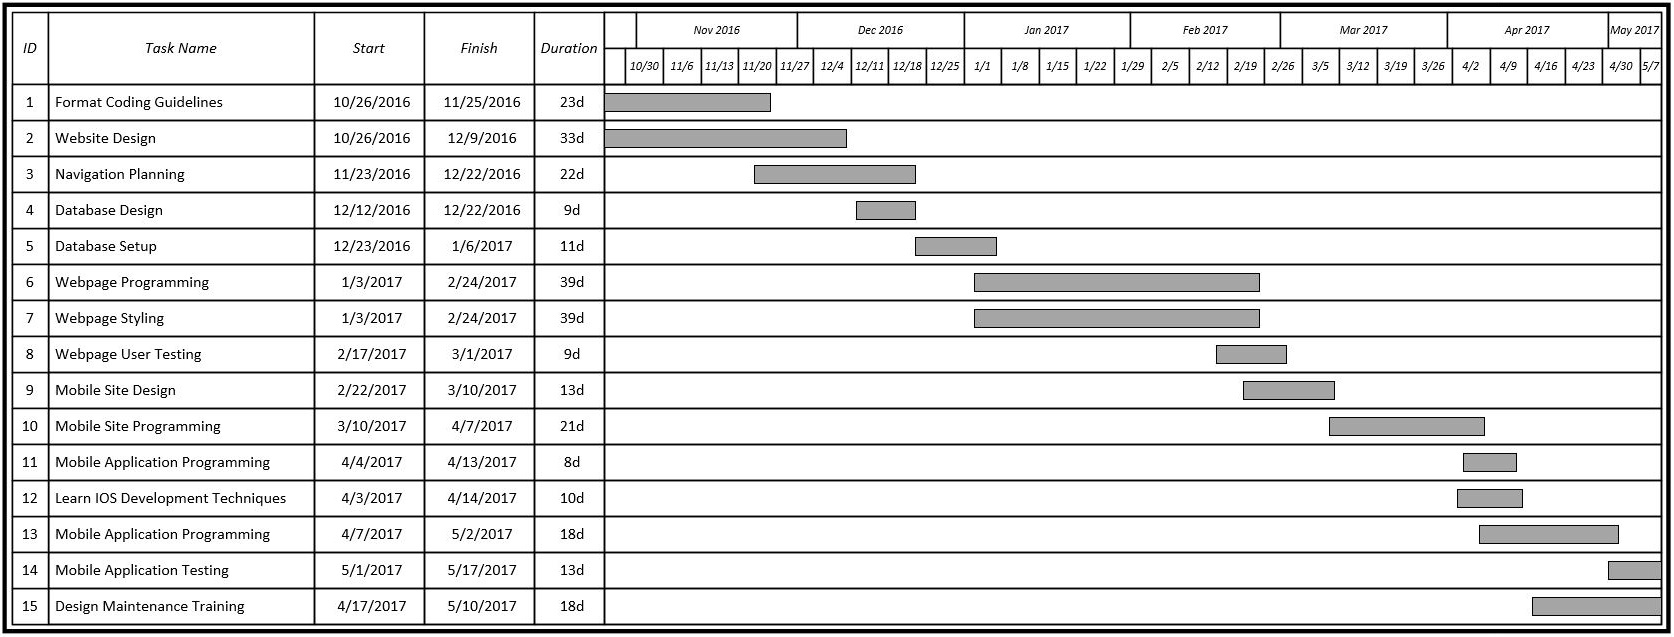 ID Task Name Start Finish Duration Nov 2016 Dec 2016 Jan 2017 Feb 2017 Mar 2017 Apr 2017 May 2017
10/30 11/6 11/13 11/20 11/27 12/4 12/11 12/18 12/25 1/1 1/8 1/15 1/22 1/29 2/5 2/12 2/19 2/26 3/5 3/12 3/19 3/26 4/2 4/9 4/16 4/23 4/30 5/7
1 Format Coding Guidelines 10/26/2016 11/25/2016 23d
2 Website Design 10/26/2016 12/9/2016 33d
3 Navigation Planning 11/23/2016 12/22/2016 22d
4 Database Design 12/12/2016 12/22/2016 9d
5 Database Setup 12/23/2016 1/6/2017 11d
6 Webpage Programming 1/3/2017 2/24/2017 39d
7 Webpage Styling 1/3/2017 2/24/2017 39d
8 Webpage User Testing 2/17/2017 3/1/2017 9d
9 Mobile Site Design 2/22/2017 3/10/2017 13d
10 Mobile Site Programming 3/10/2017 4/7/2017 21d
11 Mobile Application Programming 4/4/2017 4/13/2017 8d
12 Learn IOS Development Techniques 4/3/2017 4/14/2017 10d
13 Mobile Application Programming 4/7/2017 5/2/2017 18d
14 Mobile Application Testing 5/1/2017 5/17/2017 13d
15 Design Maintenance Training 4/17/2017 5/10/2017 18d